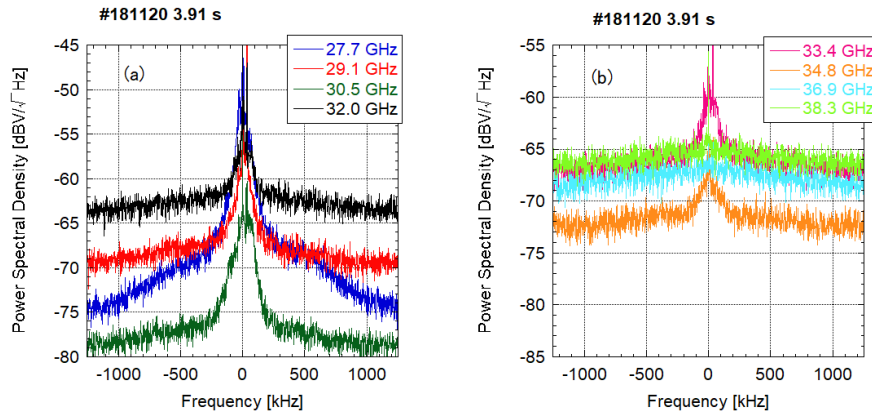 #181120 3.91 s
Power Spectral Density [dBV/√Hz]
-45
-50
-55
-60
-65
-70
-75
-80
(a)
27.7 GHz
29.1 GHz
30.5 GHz
32.0 GHz
-1000 -500 0 500 1000
Frequency [kHz]
#181120 3.91 s
Power Spectral Density [dBV/√Hz]
-55
-60
-65
-70
-75
-80
-85
(b)
33.4 GHz
34.8 GHz
36.9 GHz
38.3 GHz
-1000 -500 0 500 1000
Frequency [kHz]